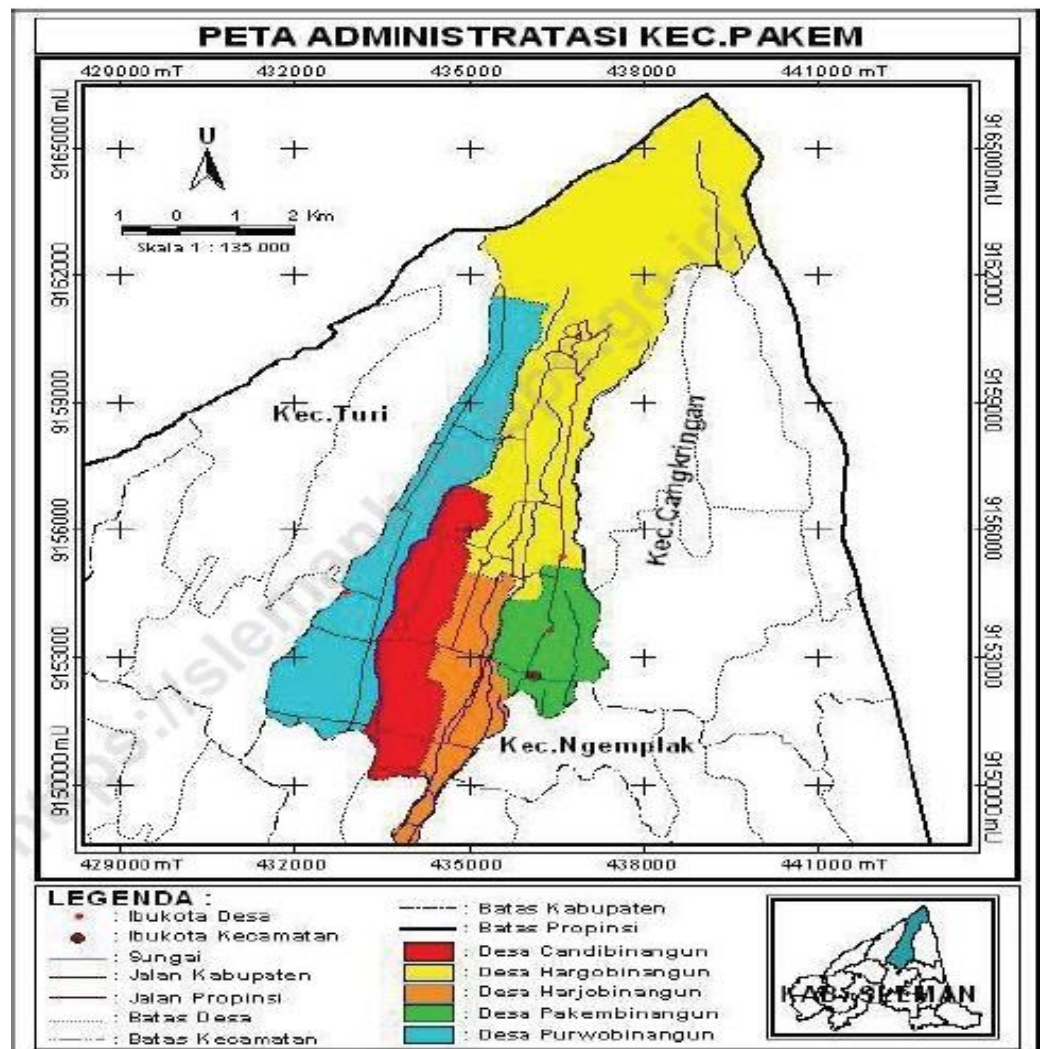 PETA ADMINISTRATASI KEC.PAKEM
429000 mT 432000 435000 438000 441000 mT
9165000 mU
9162000
9159000
9156000
9153000
9150000 mU
U
1 0 1 2 Km
Skala 1 : 135.000
Kec.Turi
Kec.Cangkringan
Kec.Ngemplak
9165000 mU
9162000
9159000
9156000
9153000
9150000 mU
429000 mT 432000 435000 438000 441000 mT
LEGENDA :
: Ibukota Desa
: Ibukota Kecamatan
: Sungai
: Jalan Kabupaten
: Jalan Propinsi
: Batas Desa
: Batas Kecamatan
: Batas Kabupaten
: Batas Propinsi
: Desa Candibinangun
: Desa Hargobinangun
: Desa Harjobinangun
: Desa Pakembinangun
: Desa Purwobinangun
KAB. SLEMAN